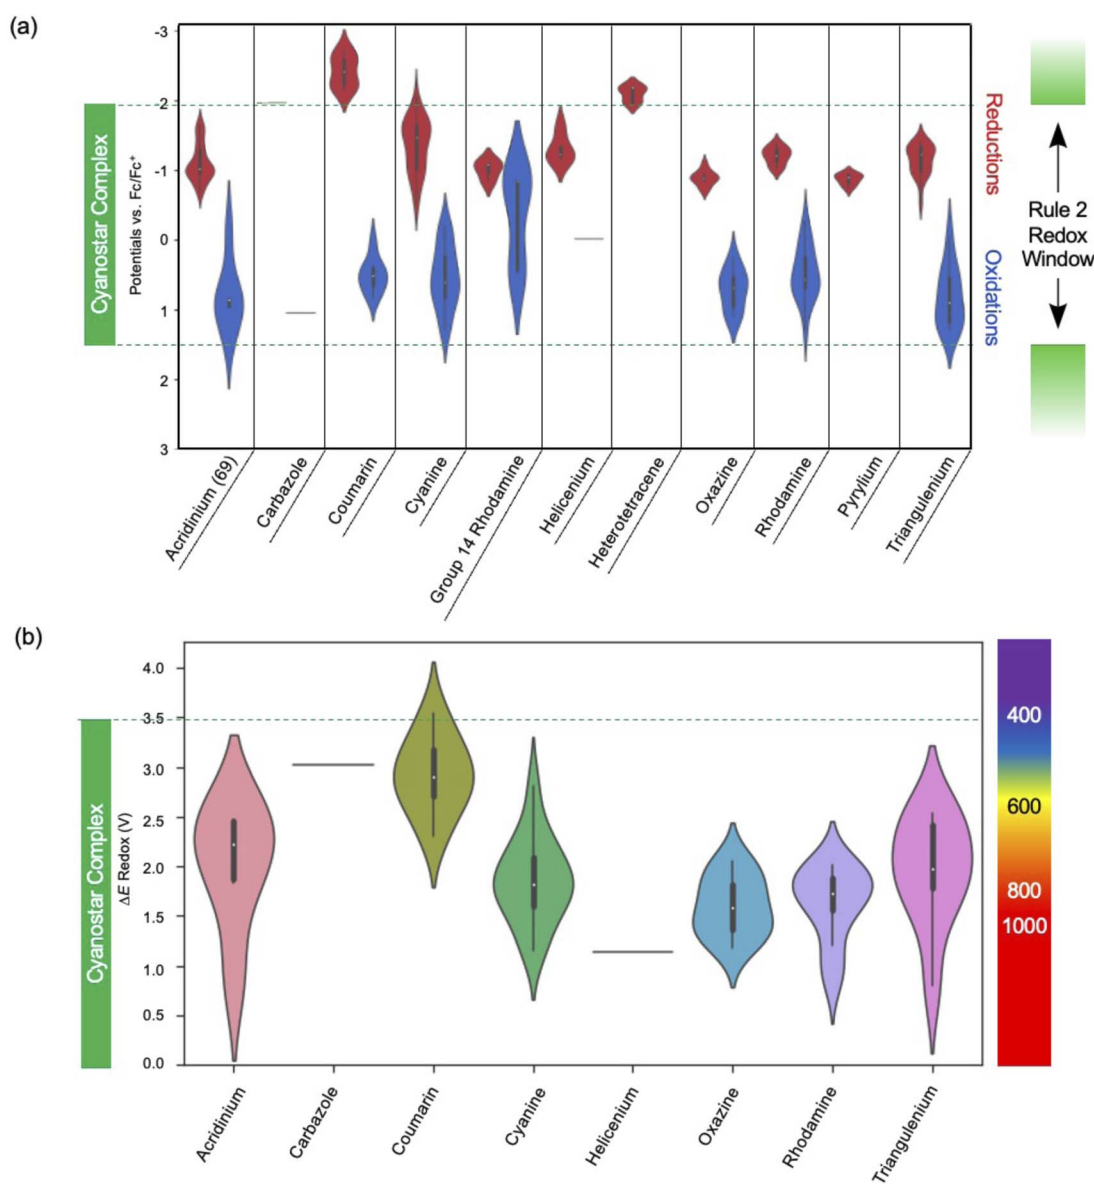 (a)
-3
-2
-1
0
1
2
3
Potentials vs. Fc/Fc+
Cyanostar Complex
Reductions
Oxidations
Rule 2
Redox
Window
Acridinium (69)
Carbazole
Coumarin
Cyanine
Group 14 Rhodamine
Helicenium
Heterotetracene
Oxazine
Rhodamine
Pyrylium
Triangulenium
(b)
4.0
3.5
3.0
2.5
2.0
1.5
1.0
0.5
0.0
ΔE Redox (V)
Cyanostar Complex
400
600
800
1000
Acridinium
Carbazole
Coumarin
Cyanine
Helicenium
Oxazine
Rhodamine
Triangulenium